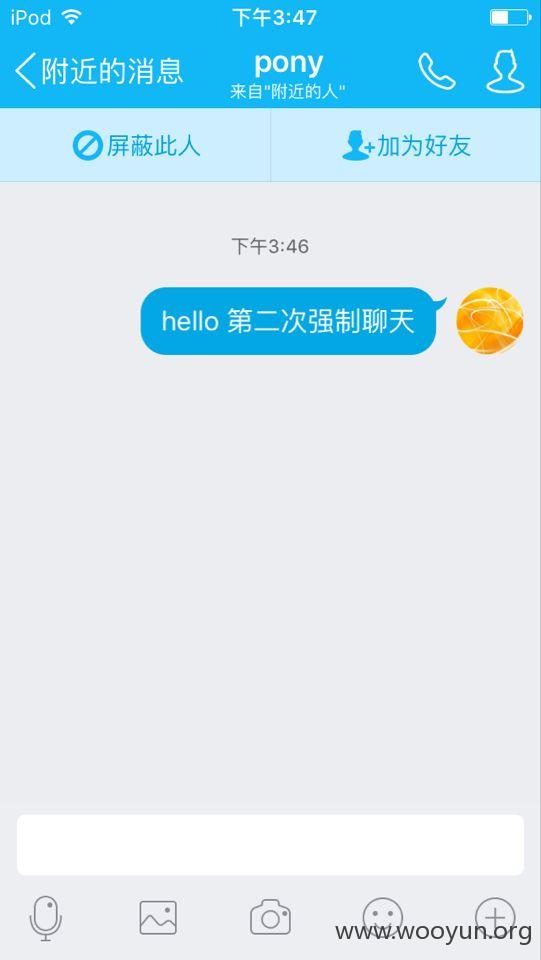 iPod 下午3:47
附近的消息 pony
来自"附近的人"
屏蔽此人 加为好友
下午3:46
hello 第二次强制聊天
www.wooyun.org